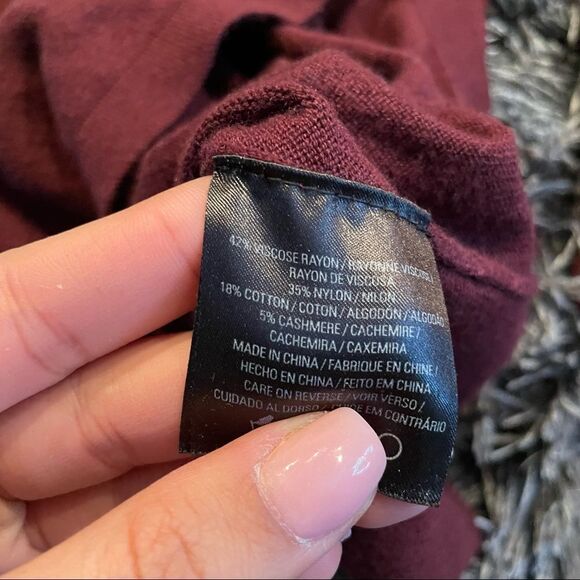 42% VISCOSE RAYON / RAYONNE VISCOSE /
RAYON DE VISCOSA
35% NYLON / NILON
18% COTTON / COTON / ALGODÓN / ALGODÃO
5% CASHMERE / CACHEMIRE /
CACHEMIRA / CAXEMIRA
MADE IN CHINA / FABRIQUE EN CHINE /
HECHO EN CHINA / FEITO EM CHINA
CARE ON REVERSE / VOIR VERSO /
CUIDADO AL DORSO / EM CONTRÁRIO